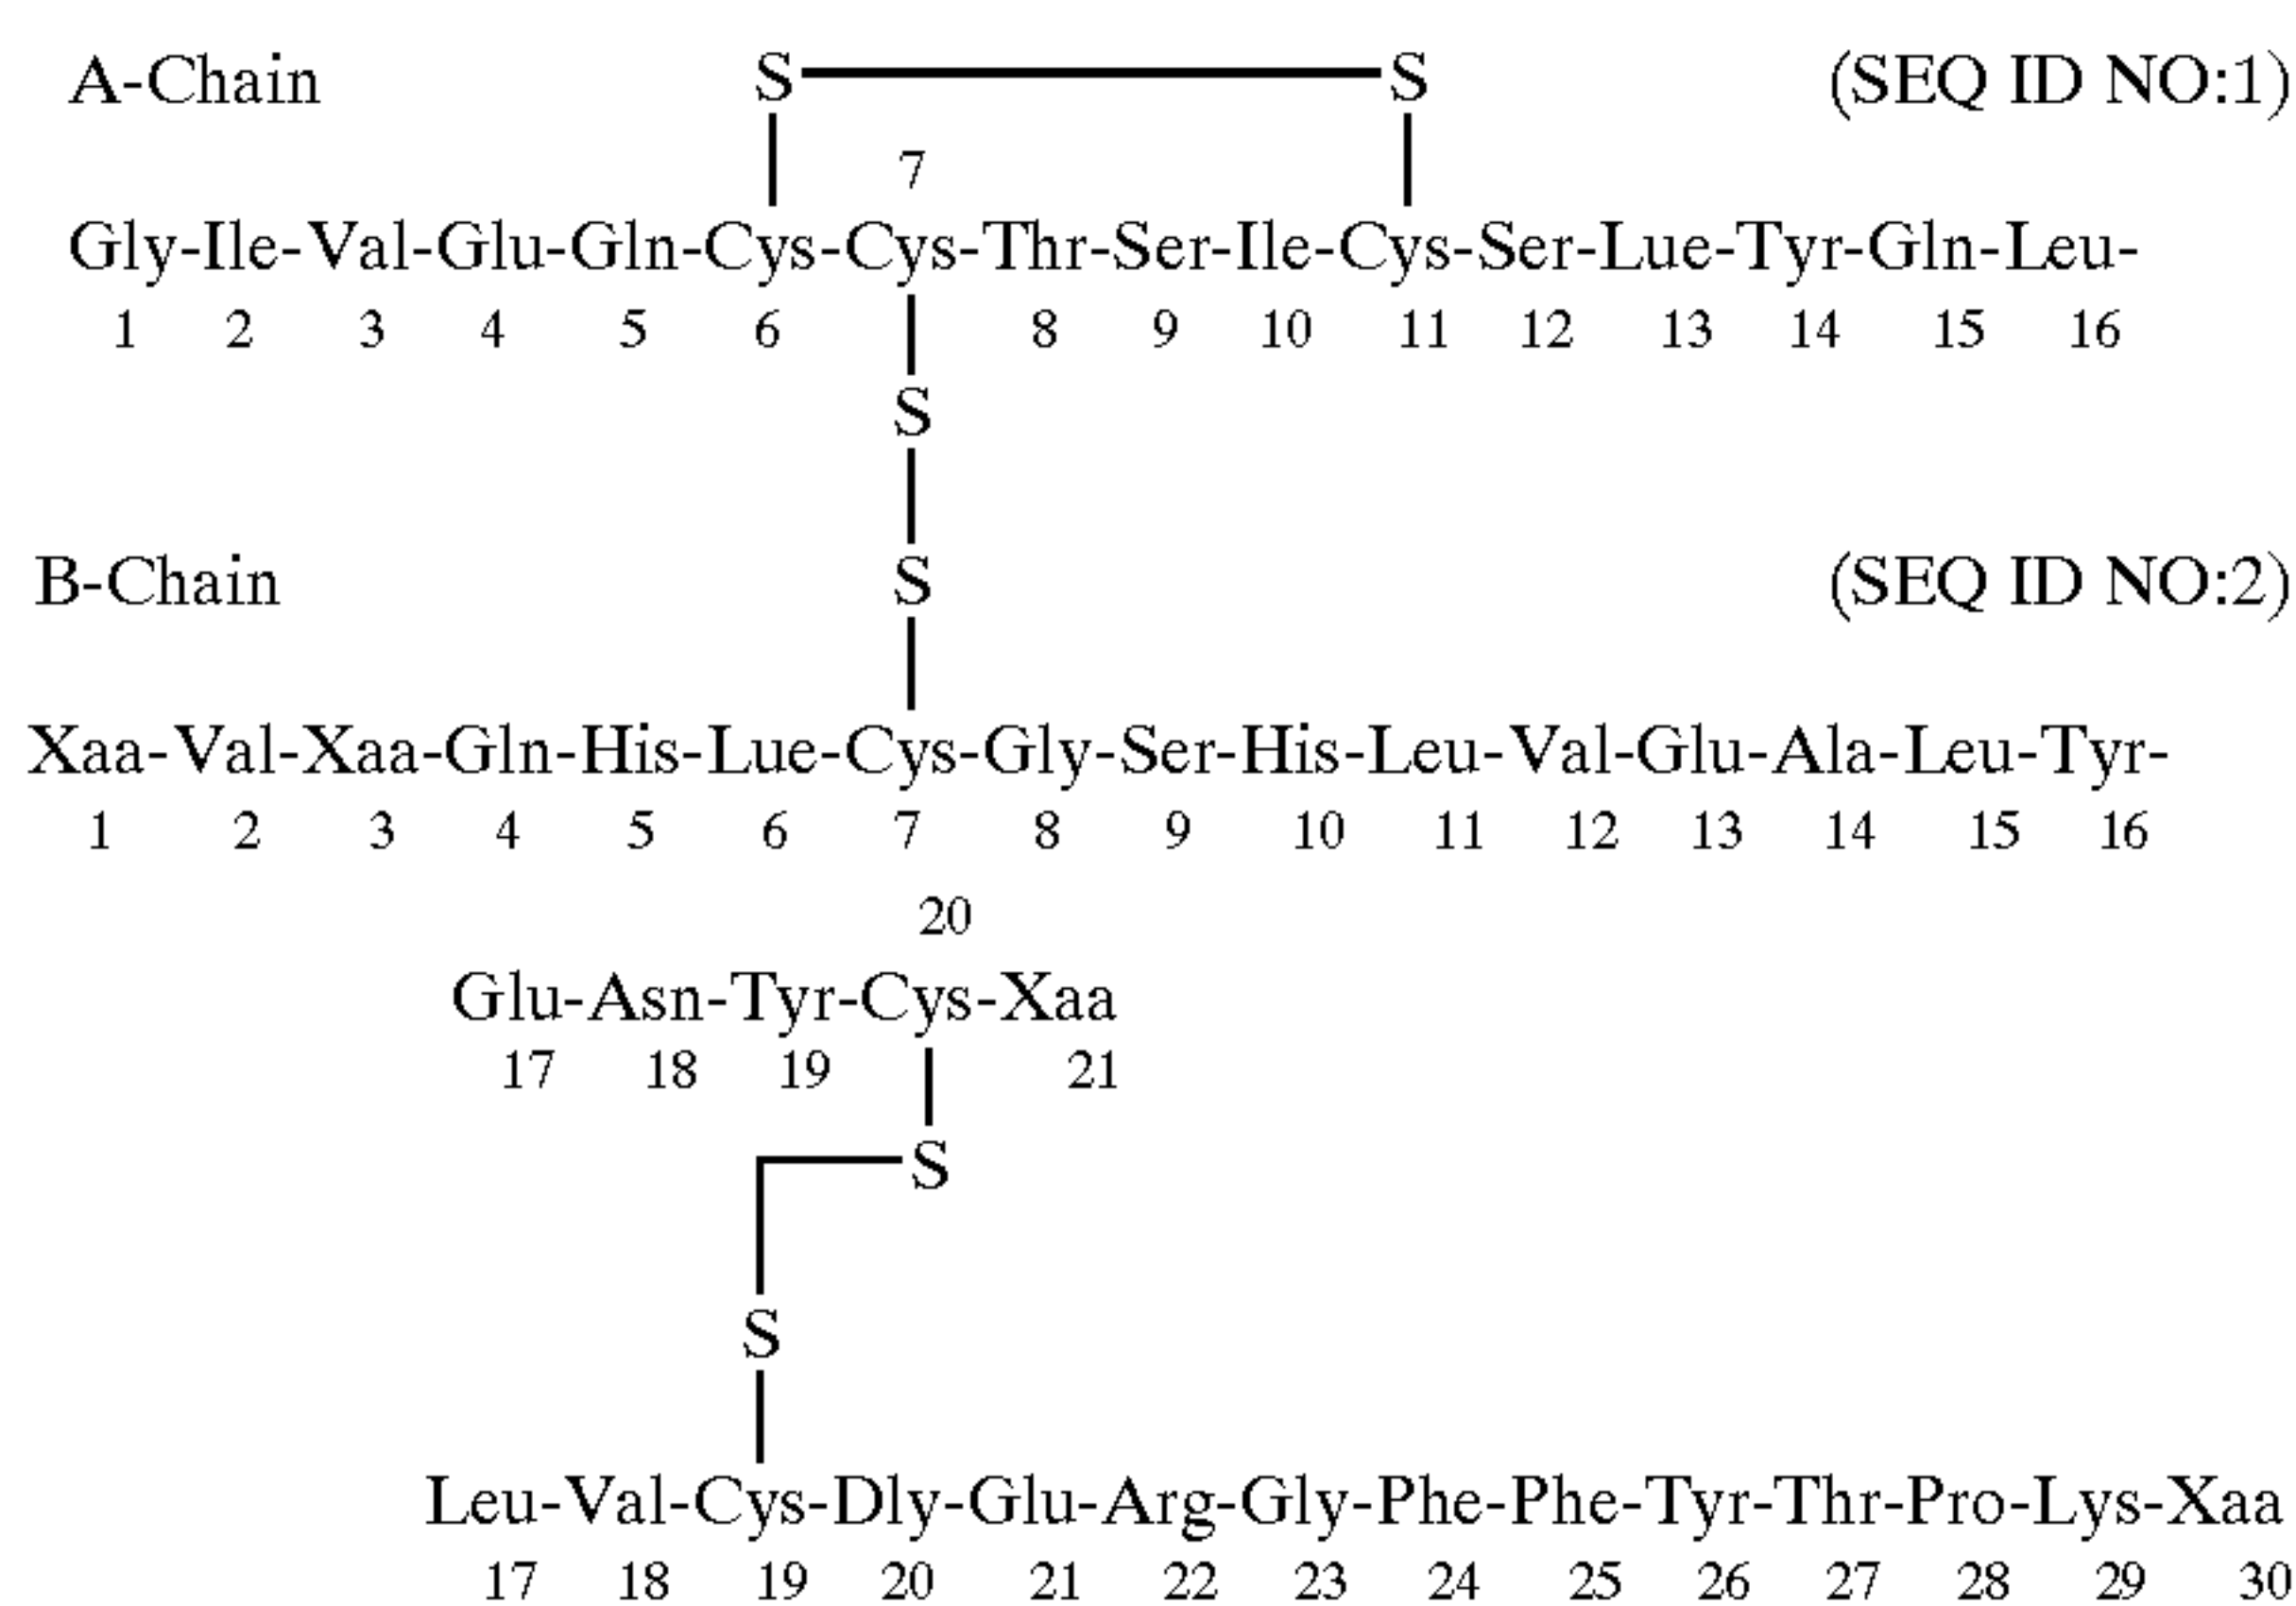 A-Chain S S (SEQ ID NO:1)
7
Gly-Ile-Val-Glu-Gln-Cys-Cys-Thr-Ser-Ile-Cys-Ser-Lue-Tyr-Gln-Leu-
1 2 3 4 5 6 8 9 10 11 12 13 14 15 16
S
B-Chain S (SEQ ID NO:2)
Xaa-Val-Xaa-Gln-His-Lue-Cys-Gly-Ser-His-Leu-Val-Glu-Ala-Leu-Tyr-
1 2 3 4 5 6 7 8 9 10 11 12 13 14 15 16
20
Glu-Asn-Tyr-Cys-Xaa
17 18 19 21
S
S
Leu-Val-Cys-Dly-Glu-Arg-Gly-Phe-Phe-Tyr-Thr-Pro-Lys-Xaa
17 18 19 20 21 22 23 24 25 26 27 28 29 30